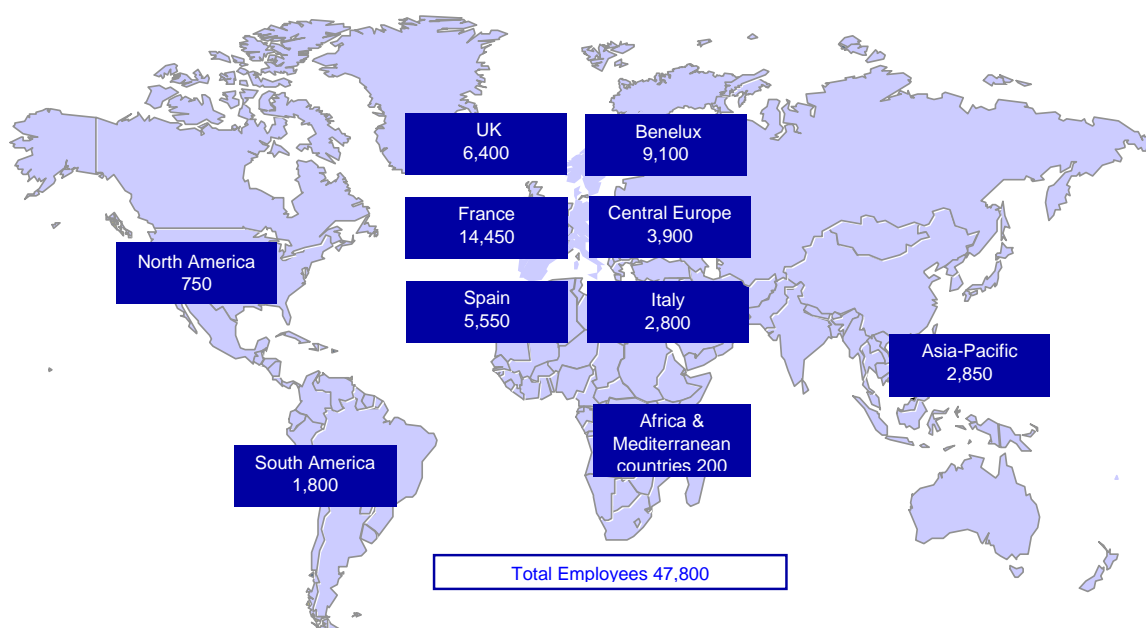 UK
6,400
Benelux
9,100
France
14,450
Central Europe
3,900
North America
750
Spain
5,550
Italy
2,800
Asia-Pacific
2,850
Africa &
Mediterranean
countries 200
South America
1,800
Total Employees 47,800